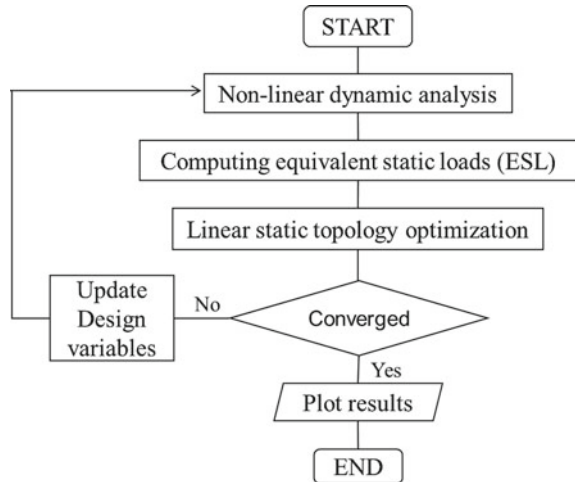 START
Non-linear dynamic analysis
Computing equivalent static loads (ESL)
Linear static topology optimization
Update
Design
variables
No
Converged
Yes
Plot results
END